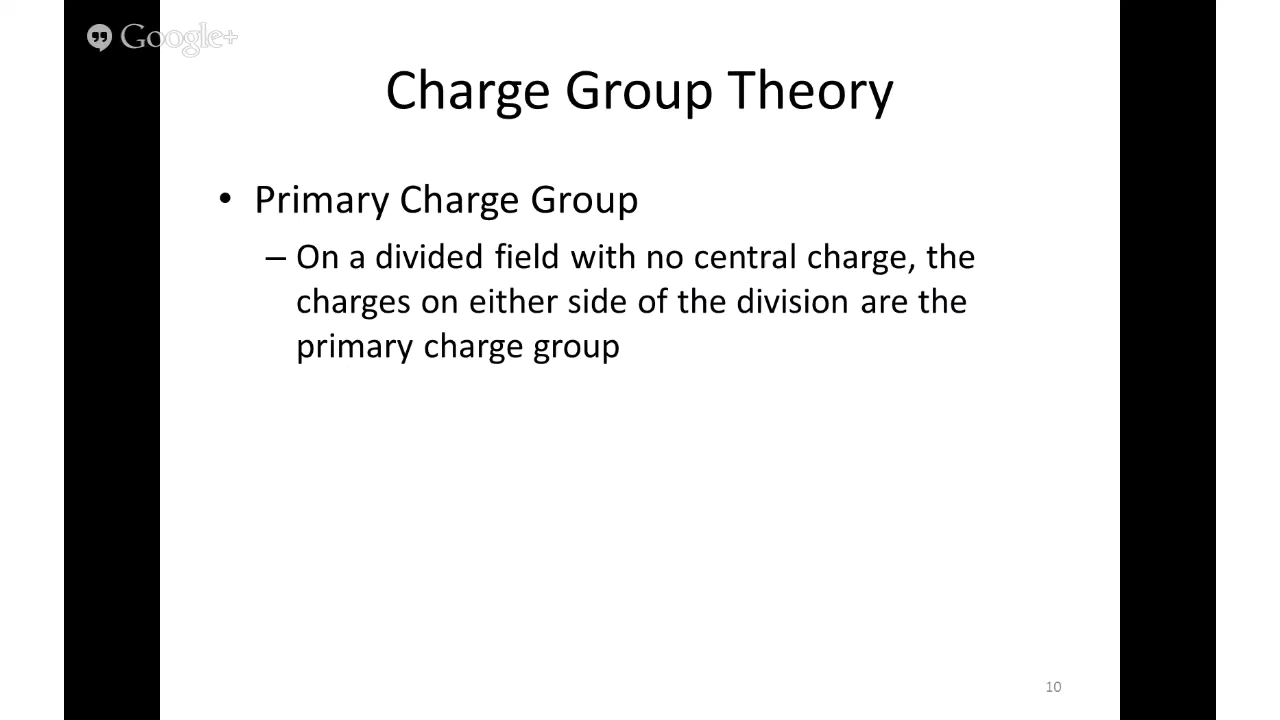 Google+
Charge Group Theory
• Primary Charge Group
– On a divided field with no central charge, the
charges on either side of the division are the
primary charge group
10